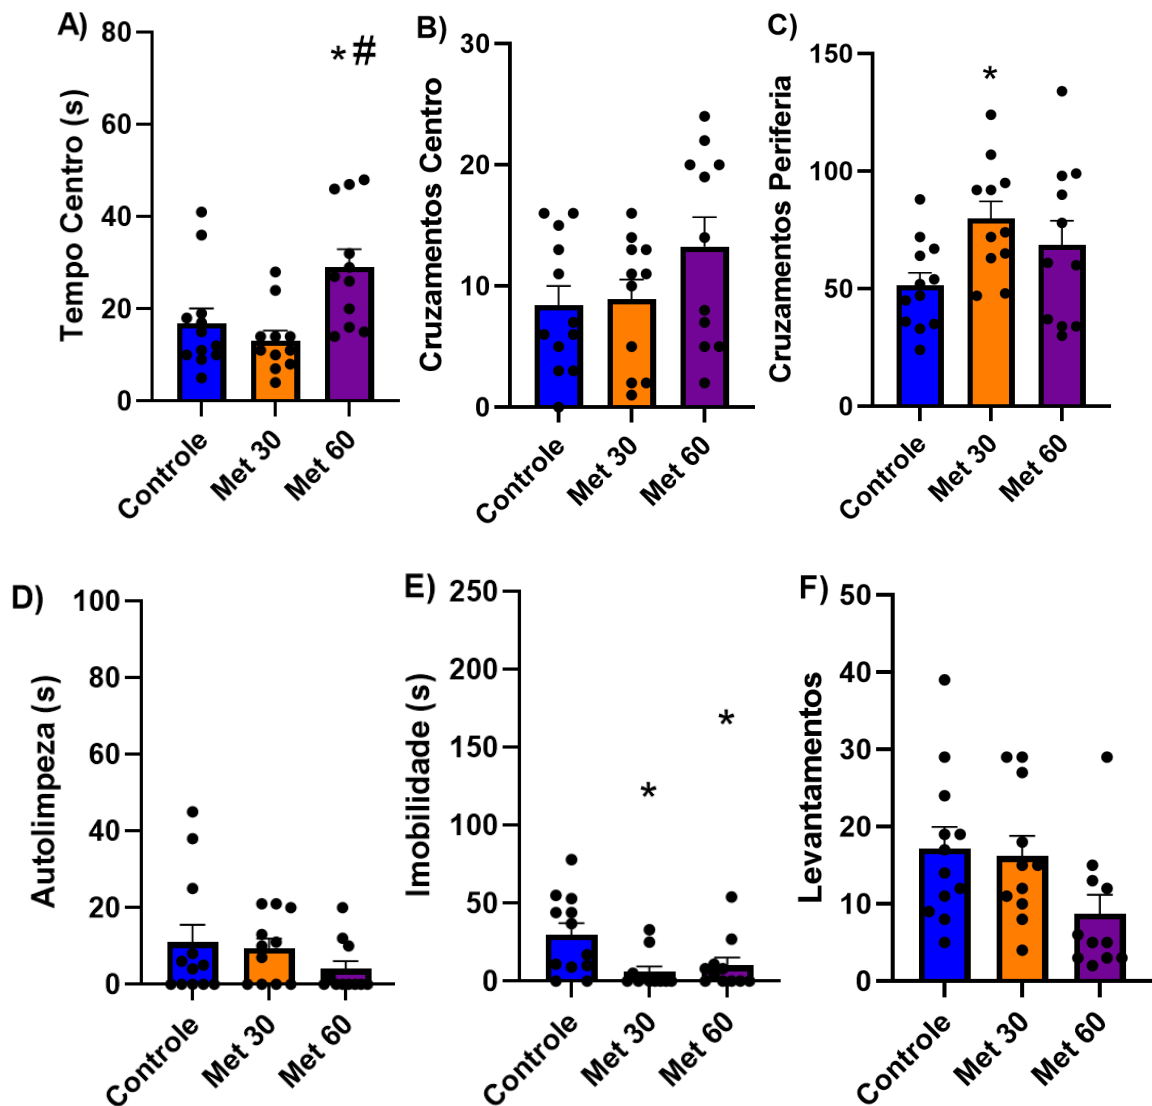 A)
Tempo Centro (s)
80
60
40
20
0
*#
Controle
Met 30
Met 60
B)
Cruzamentos Centro
30
20
10
0
Controle
Met 30
Met 60
C)
Cruzamentos Periferia
150
100
50
0
*
Controle
Met 30
Met 60
D)
Autolimpeza (s)
100
80
60
40
20
0
Controle
Met 30
Met 60
E)
Imobilidade (s)
250
200
150
100
50
0
*
*
Controle
Met 30
Met 60
F)
Levantamentos
50
40
30
20
10
0
Controle
Met 30
Met 60